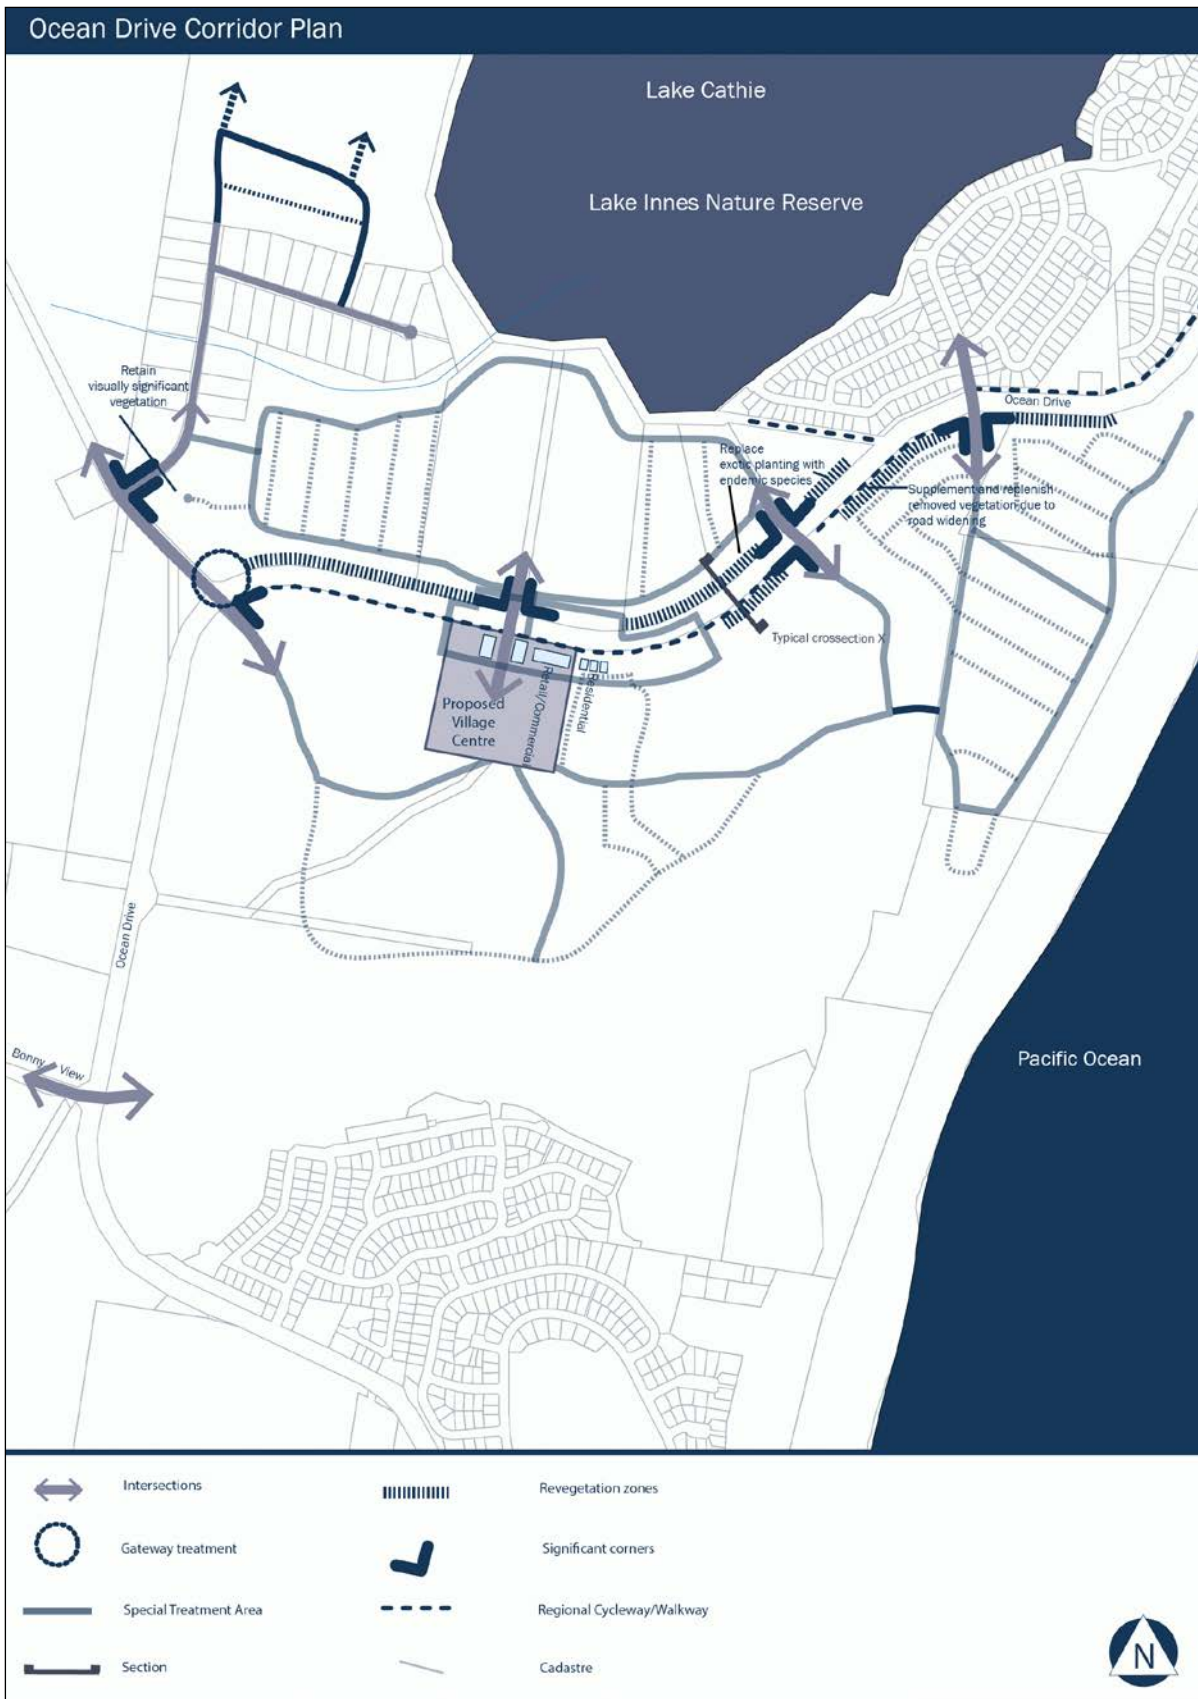 Ocean Drive Corridor Plan
Lake Cathie
Lake Innes Nature Reserve
Retain
visually significant
vegetation
Ocean Drive
Replace
exotic planting with
endemic species
Supplement and replenish
removed vegetation due to
road widening
Typical crossection X
Proposed
Village
Centre
Retail/Commercial
Residential
Ocean Drive
Bonny View
Pacific Ocean
Intersections
Revegetation zones
Gateway treatment
Significant corners
Special Treatment Area
Regional Cycleway/Walkway
Section
Cadastre
N